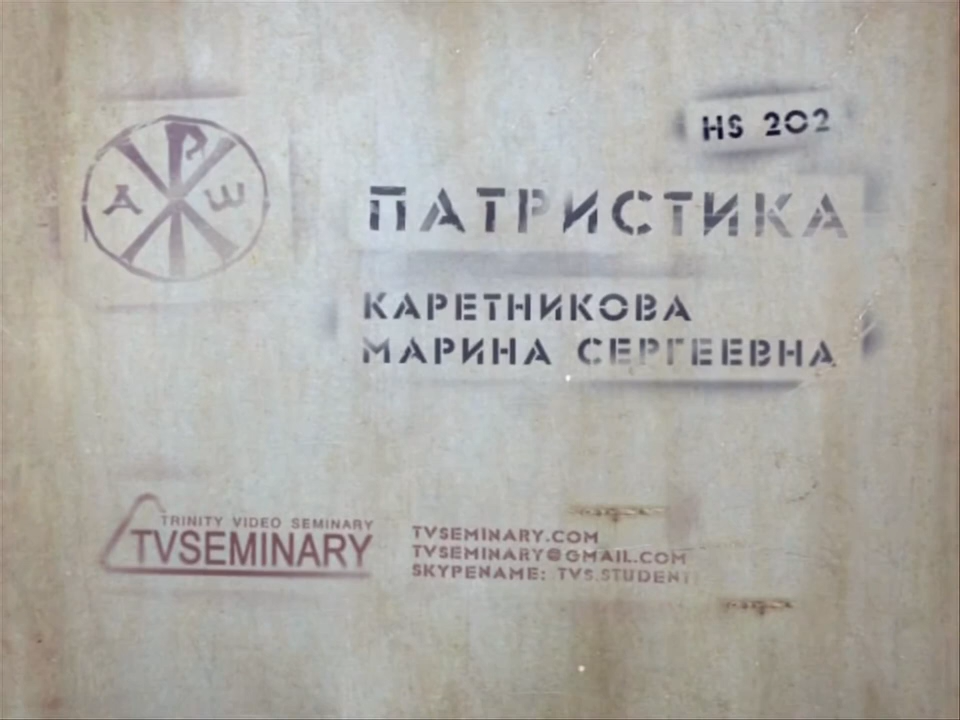 HS 202
ПАТРИСТИКА
КАРЕТНИКОВА
МАРИНА СЕРГЕЕВНА
TRINITY VIDEO SEMINARY
TVSEMINARY
TVSEMINARY.COM
TVSEMINARY@GMAIL.COM
SKYPENAME: TVS.STUDENT